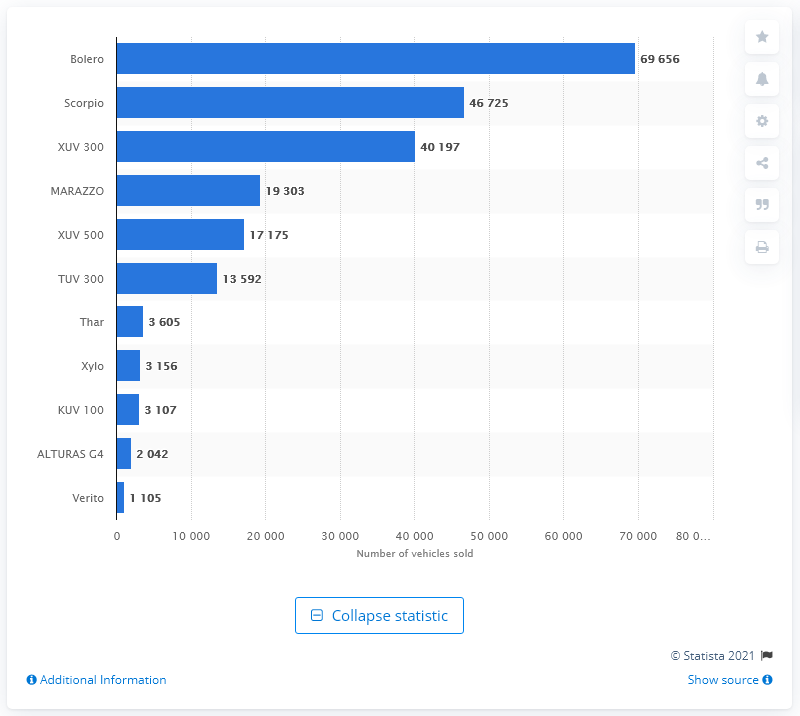 Bolero 69 656
Scorpio 46 725
XUV 300 40 197
MARAZZO 19 303
XUV 500 17 175
TUV 300 13 592
Thar 3 605
Xylo 3 156
KUV 100 3 107
ALTURAS G4 2 042
Verito 1 105
0 10 000 20 000 30 000 40 000 50 000 60 000 70 000 80 0...
Number of vehicles sold
Collapse statistic
© Statista 2021
Additional Information Show source